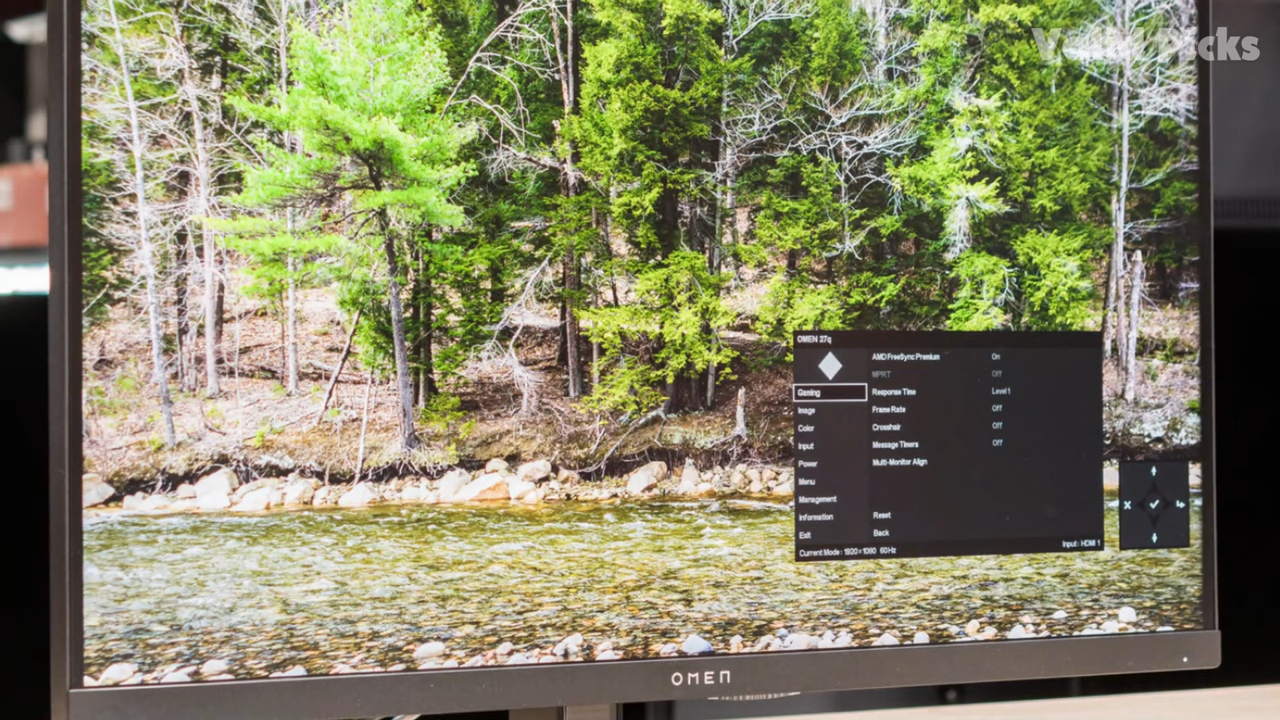 Picks
OMEN 27q
AMD FreeSync Premium On
MPRT Off
Gaming Response Time Level 1
Image Frame Rate Off
Color Crosshair Off
Input Message Timers Off
Power Multi-Monitor Align
Menu
Management
Information Reset
Exit Back
Current Mode: 1920×1080 60Hz Input: HDMI 1
OMEN